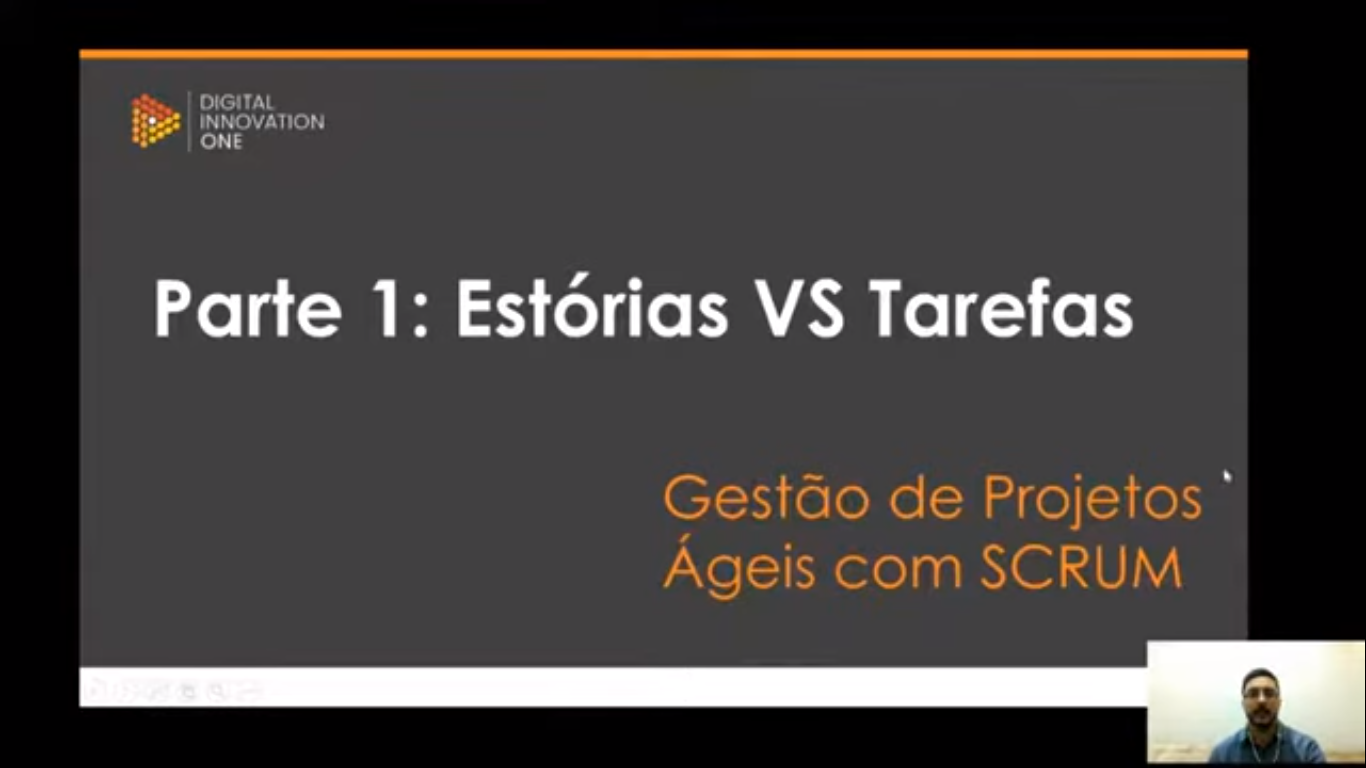 DIGITAL
INNOVATION
ONE
Parte 1: Estórias VS Tarefas
Gestão de Projetos
Ágeis com SCRUM